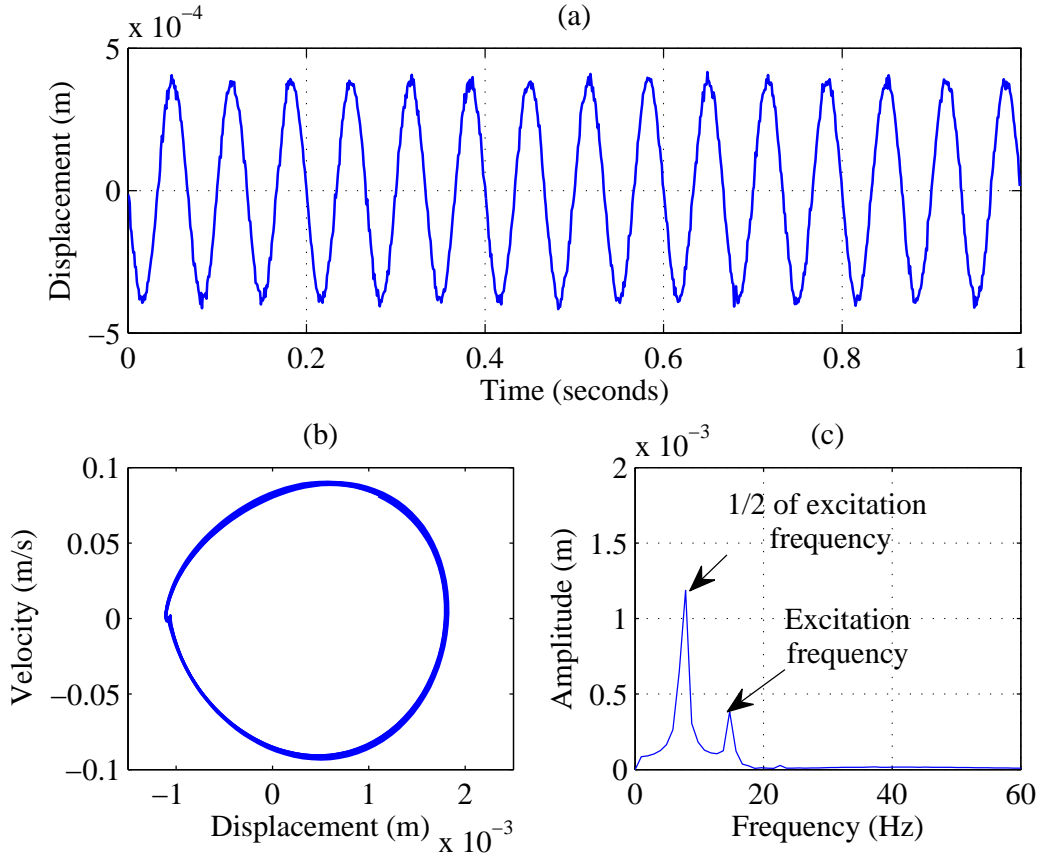 (a)
x 10−4
5
0
−5
Displacement (m)
0 0.2 0.4 0.6 0.8 1
Time (seconds)
(b)
0.1
0.05
0
−0.05
−0.1
Velocity (m/s)
−1 0 1 2
Displacement (m)
x 10−3
(c)
x 10−3
2
1.5
1
0.5
0
Amplitude (m)
1/2 of excitation
frequency
Excitation
frequency
0 20 40 60
Frequency (Hz)